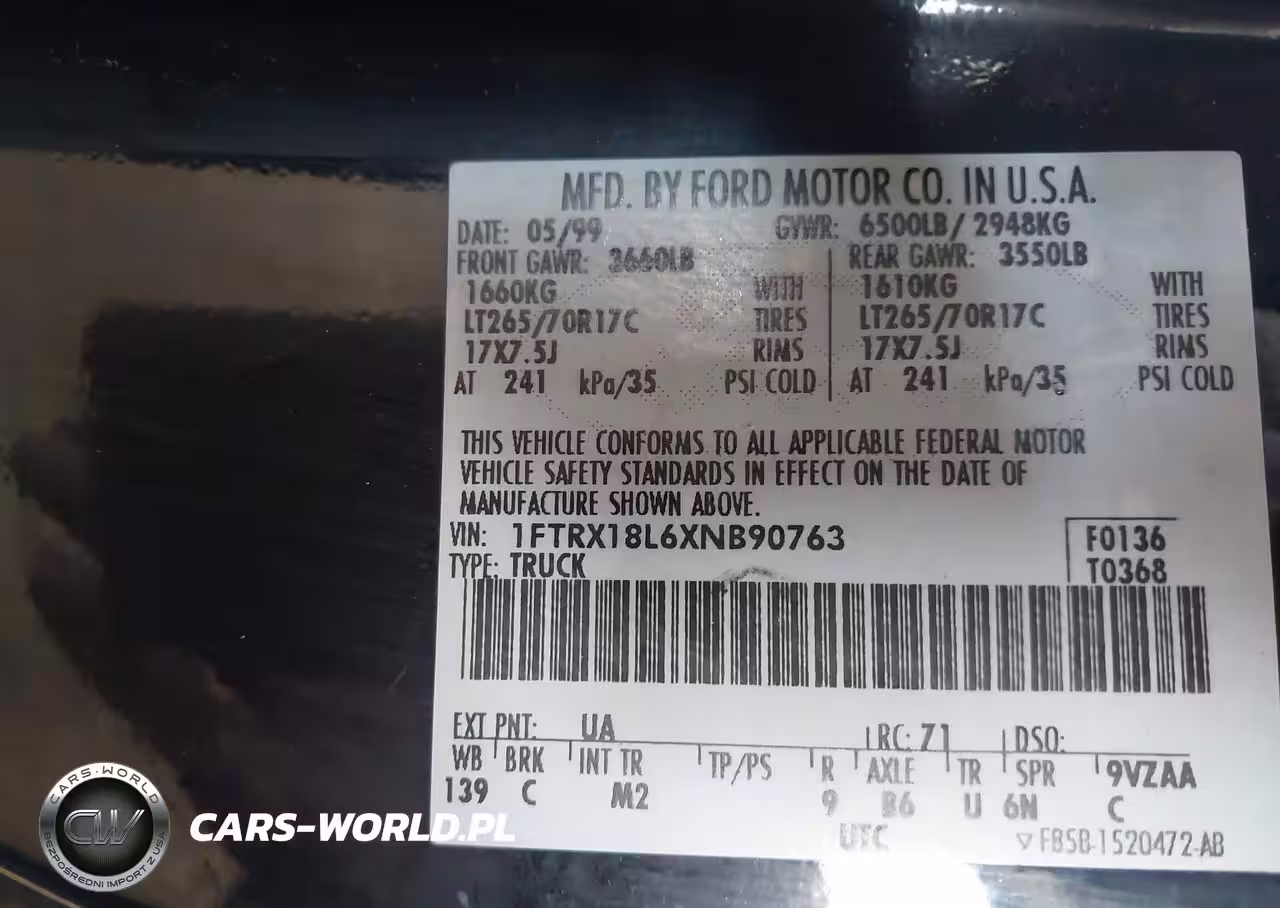 MFD. BY FORD MOTOR CO. IN U.S.A.
DATE: 05/99 GVWR: 6500LB/ 2948KG
FRONT GAWR: 3660LB REAR GAWR: 3550LB
1660KG WITH 1610KG WITH
LT265/70R17C TIRES LT265/70R17C TIRES
17X7.5J RIMS 17X7.5J RIMS
AT 241 kPa/35 PSI COLD AT 241 kPa/35 PSI COLD
THIS VEHICLE CONFORMS TO ALL APPLICABLE FEDERAL MOTOR
VEHICLE SAFETY STANDARDS IN EFFECT ON THE DATE OF
MANUFACTURE SHOWN ABOVE.
VIN: 1FTRX18L6XNB90763 F0136
TYPE: TRUCK T0368
EXT PNT: UA RC: 71 DSO:
WB BRK INT TR TP/PS R AXLE TR SPR 9VZAA
139 C M2 9 B6 U 6N C
UTC ▽ F85B-1520472-AB
CARS-WORLD
CW
BEZPOŚREDNI IMPORT Z USA
CARS-WORLD.PL